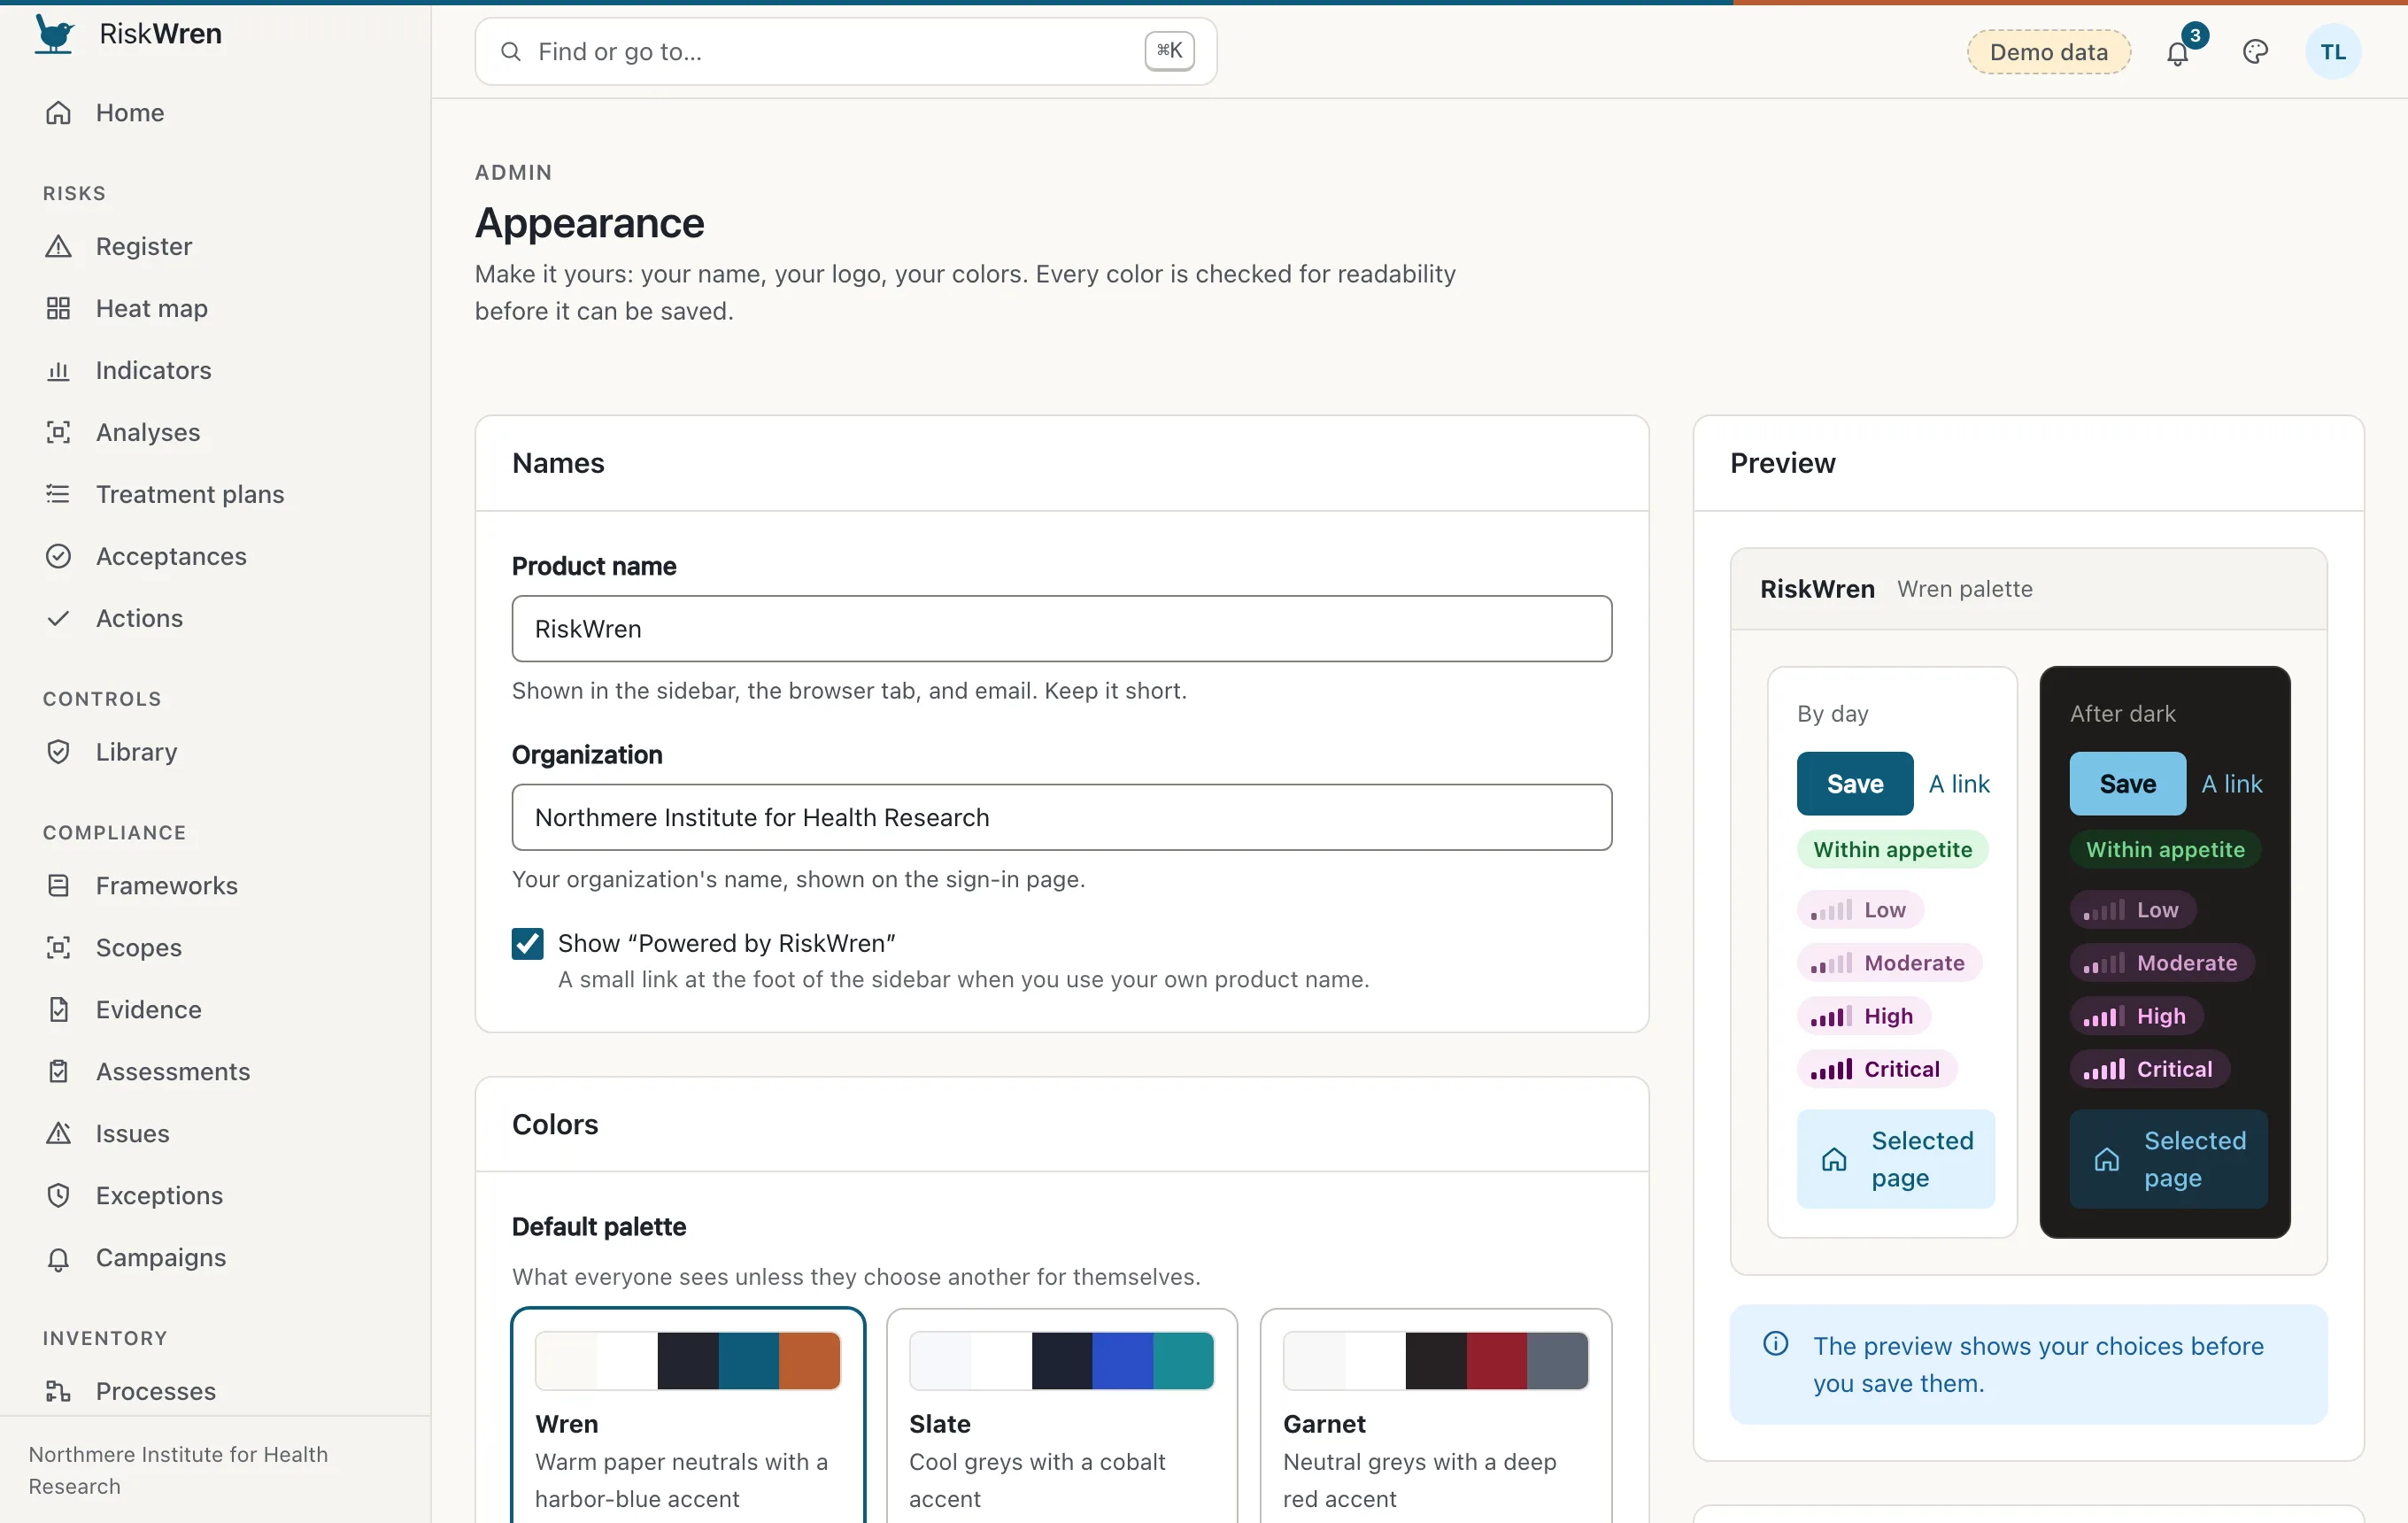 RiskWren
Find or go to...
⌘K
Demo data
3
TL
Home
RISKS
Register
Heat map
Indicators
Analyses
Treatment plans
Acceptances
Actions
CONTROLS
Library
COMPLIANCE
Frameworks
Scopes
Evidence
Assessments
Issues
Exceptions
Campaigns
INVENTORY
Processes
Northmere Institute for Health
Research
ADMIN
Appearance
Make it yours: your name, your logo, your colors. Every color is checked for readability
before it can be saved.
Names
Product name
RiskWren
Shown in the sidebar, the browser tab, and email. Keep it short.
Organization
Northmere Institute for Health Research
Your organization's name, shown on the sign-in page.
Show “Powered by RiskWren”
A small link at the foot of the sidebar when you use your own product name.
Colors
Default palette
What everyone sees unless they choose another for themselves.
Wren
Warm paper neutrals with a
harbor-blue accent
Slate
Cool greys with a cobalt
accent
Garnet
Neutral greys with a deep
red accent
Preview
RiskWren Wren palette
By day
Save A link
Within appetite
Low
Moderate
High
Critical
Selected
page
After dark
Save A link
Within appetite
Low
Moderate
High
Critical
Selected
page
The preview shows your choices before
you save them.